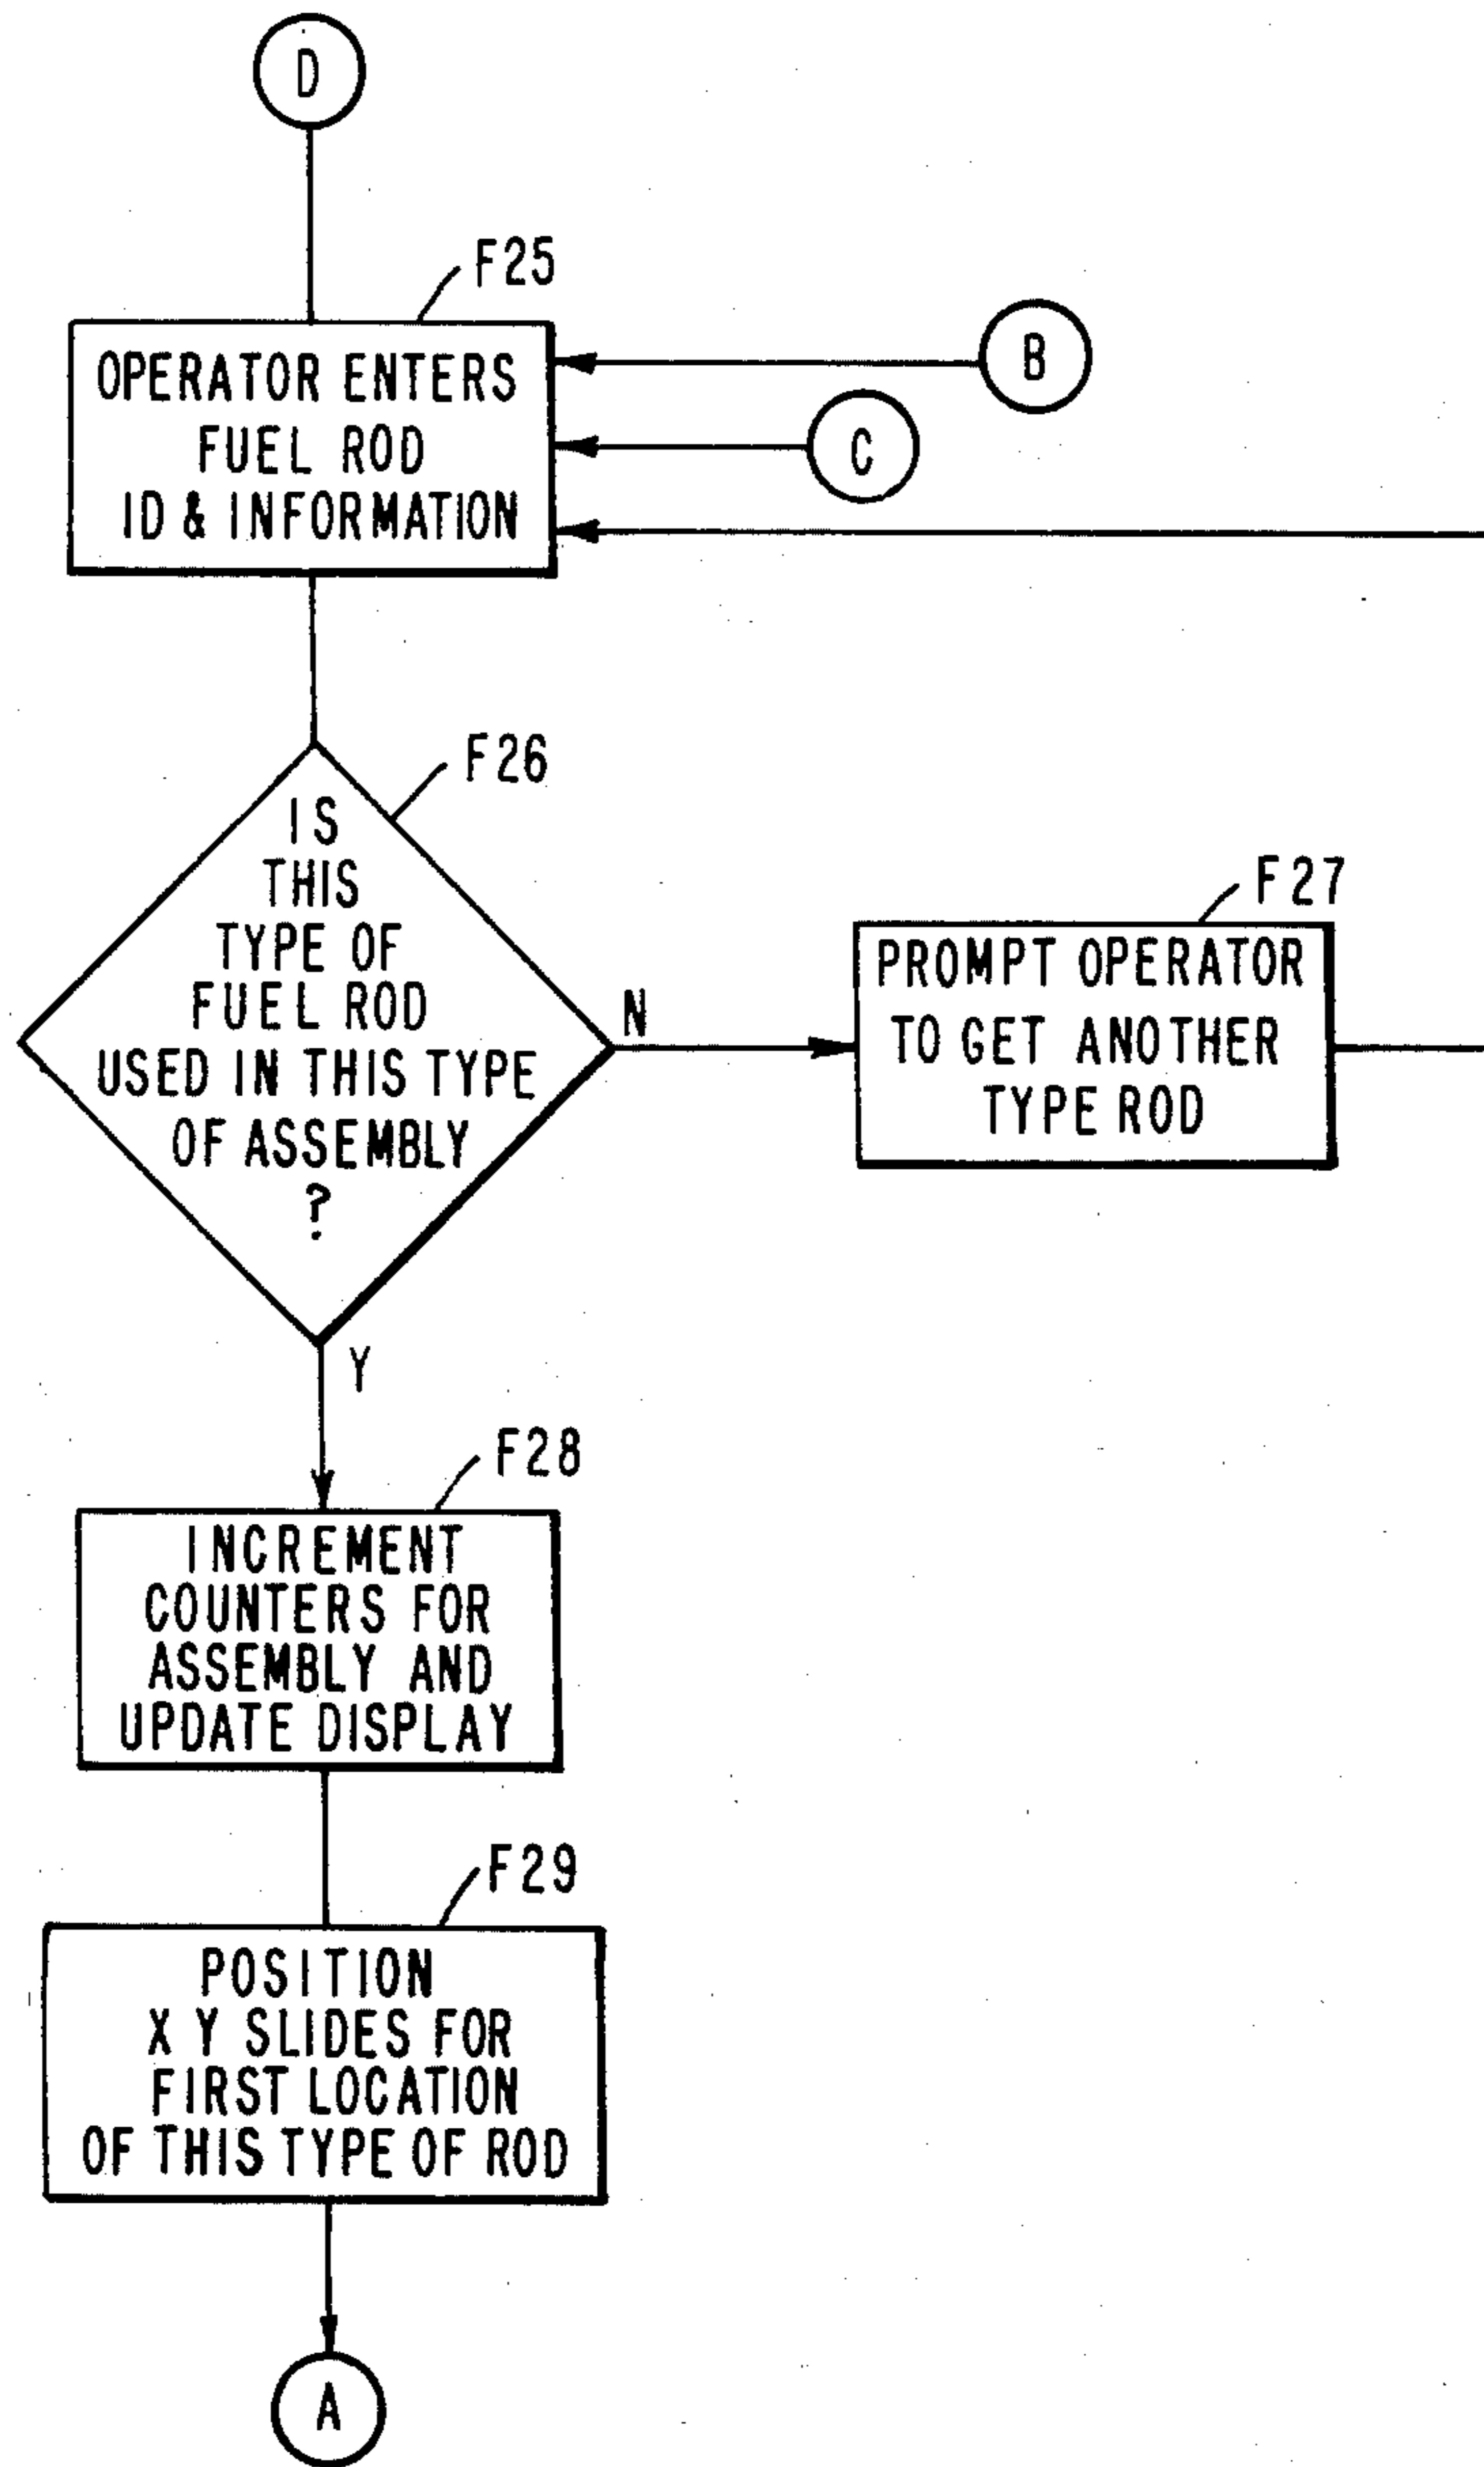 D
F25
OPERATOR ENTERS
FUEL ROD
ID & INFORMATION
B
C
F26
IS
THIS
TYPE OF
FUEL ROD
USED IN THIS TYPE
OF ASSEMBLY
?
N
F27
PROMPT OPERATOR
TO GET ANOTHER
TYPE ROD
Y
F28
INCREMENT
COUNTERS FOR
ASSEMBLY AND
UPDATE DISPLAY
F29
POSITION
X Y SLIDES FOR
FIRST LOCATION
OF THIS TYPE OF ROD
A